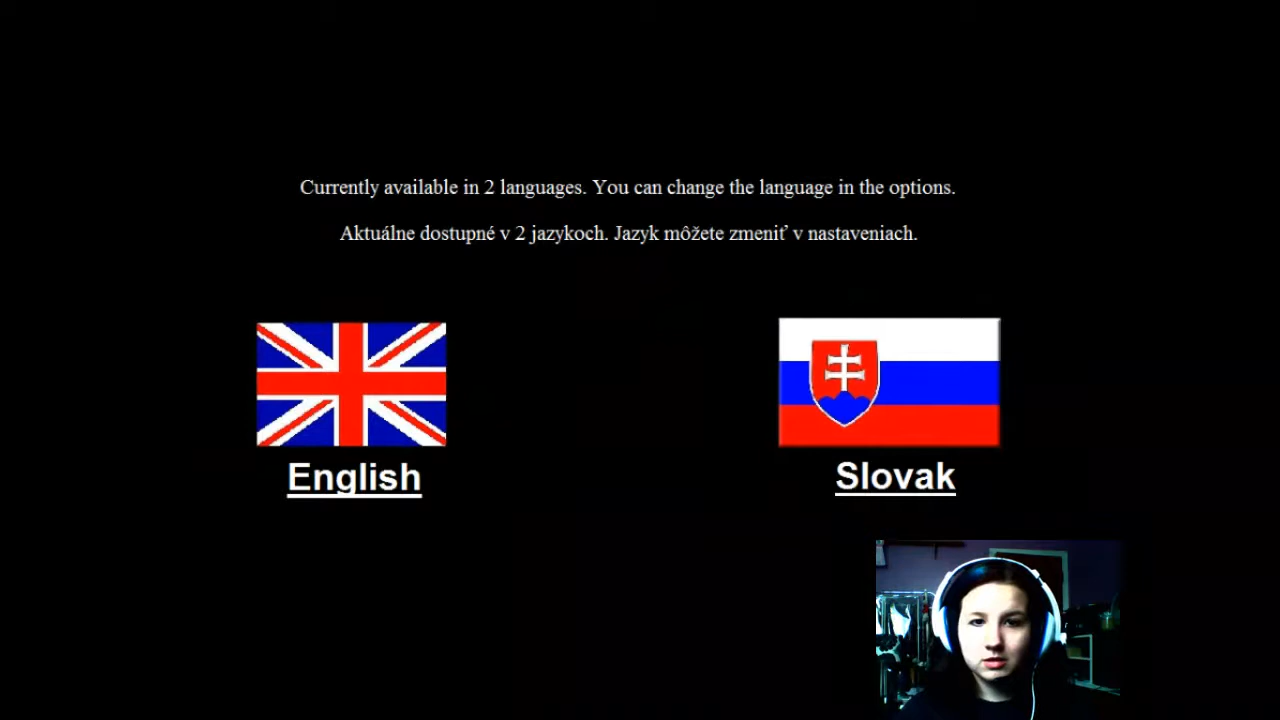 Currently available in 2 languages. You can change the language in the options.
Aktuálne dostupné v 2 jazykoch. Jazyk môžete zmeniť v nastaveniach.
English
Slovak